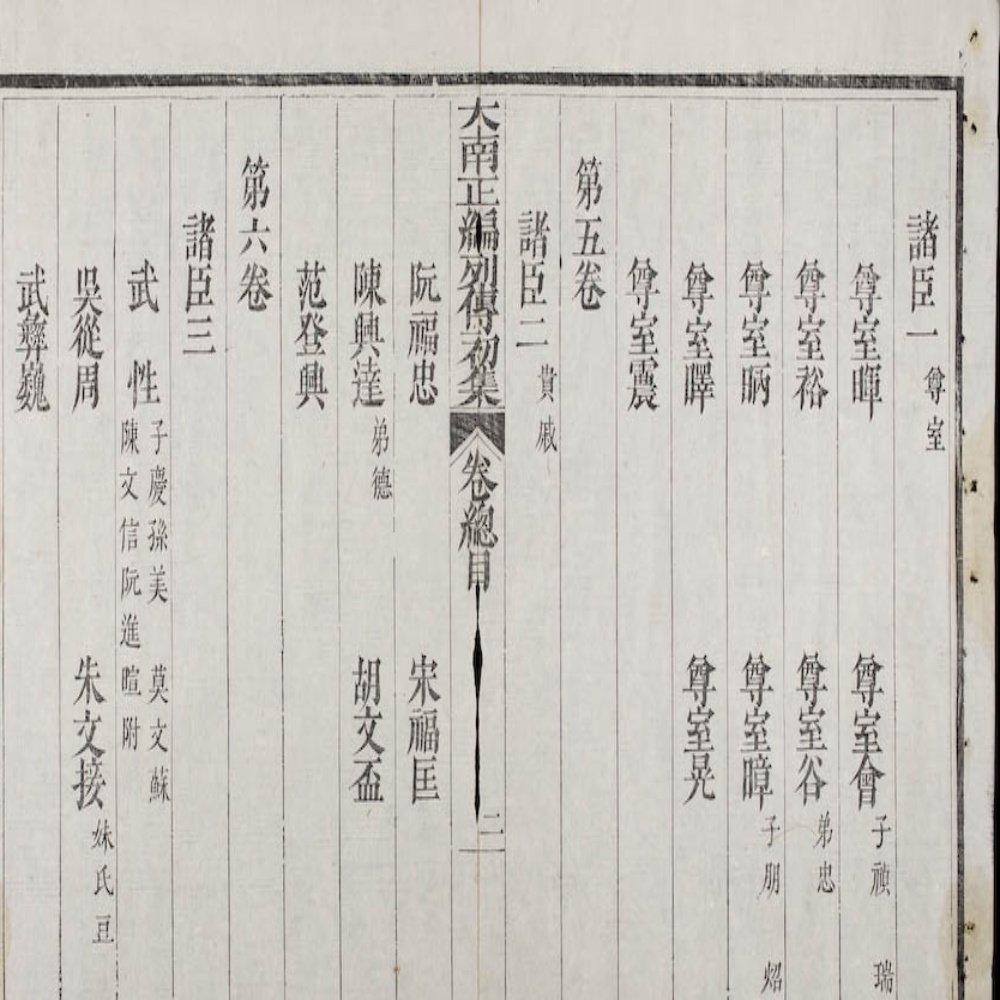 諸臣一 尊室
尊室暉 尊室會 子禎 瑞
尊室裕 尊室谷 弟忠
尊室昞 尊室暲 子朋 炤
尊室曎 尊室晃
尊室震
第五卷
諸臣二 貴戚
大南正編列傳初集 卷總目 二
阮福忠 宋福匡
陳興達 弟德 胡文盃
范登興
第六卷
諸臣三
武性 子慶孫美 莫文蘇
陳文信阮進暄附
吳從周 朱文接 妹氏豆
武彝巍